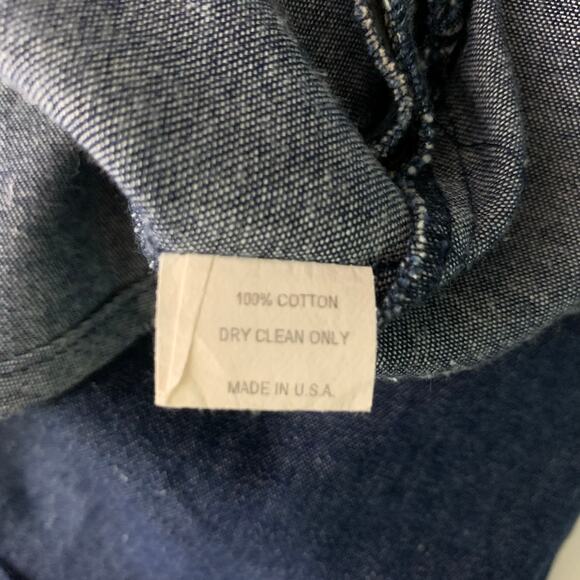 100% COTTON
DRY CLEAN ONLY
MADE IN U.S.A.